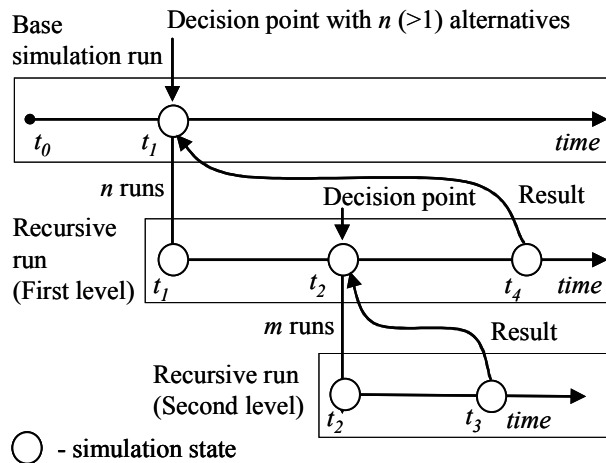 Base
simulation run
Decision point with n (>1) alternatives
t0
t1
time
n runs
Decision point
Result
Recursive
run
(First level)
t1
t2
t4
time
m runs
Result
Recursive run
(Second level)
t2
t3
time
- simulation state